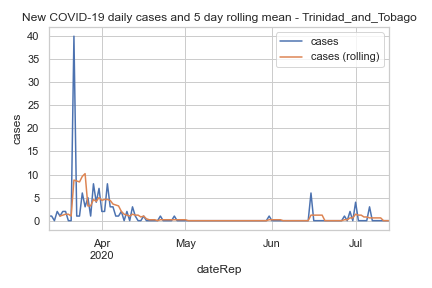 New COVID-19 daily cases and 5 day rolling mean - Trinidad_and_Tobago
cases
cases (rolling)
40
35
30
25
20
15
10
5
0
cases
Apr
2020
May
Jun
Jul
dateRep